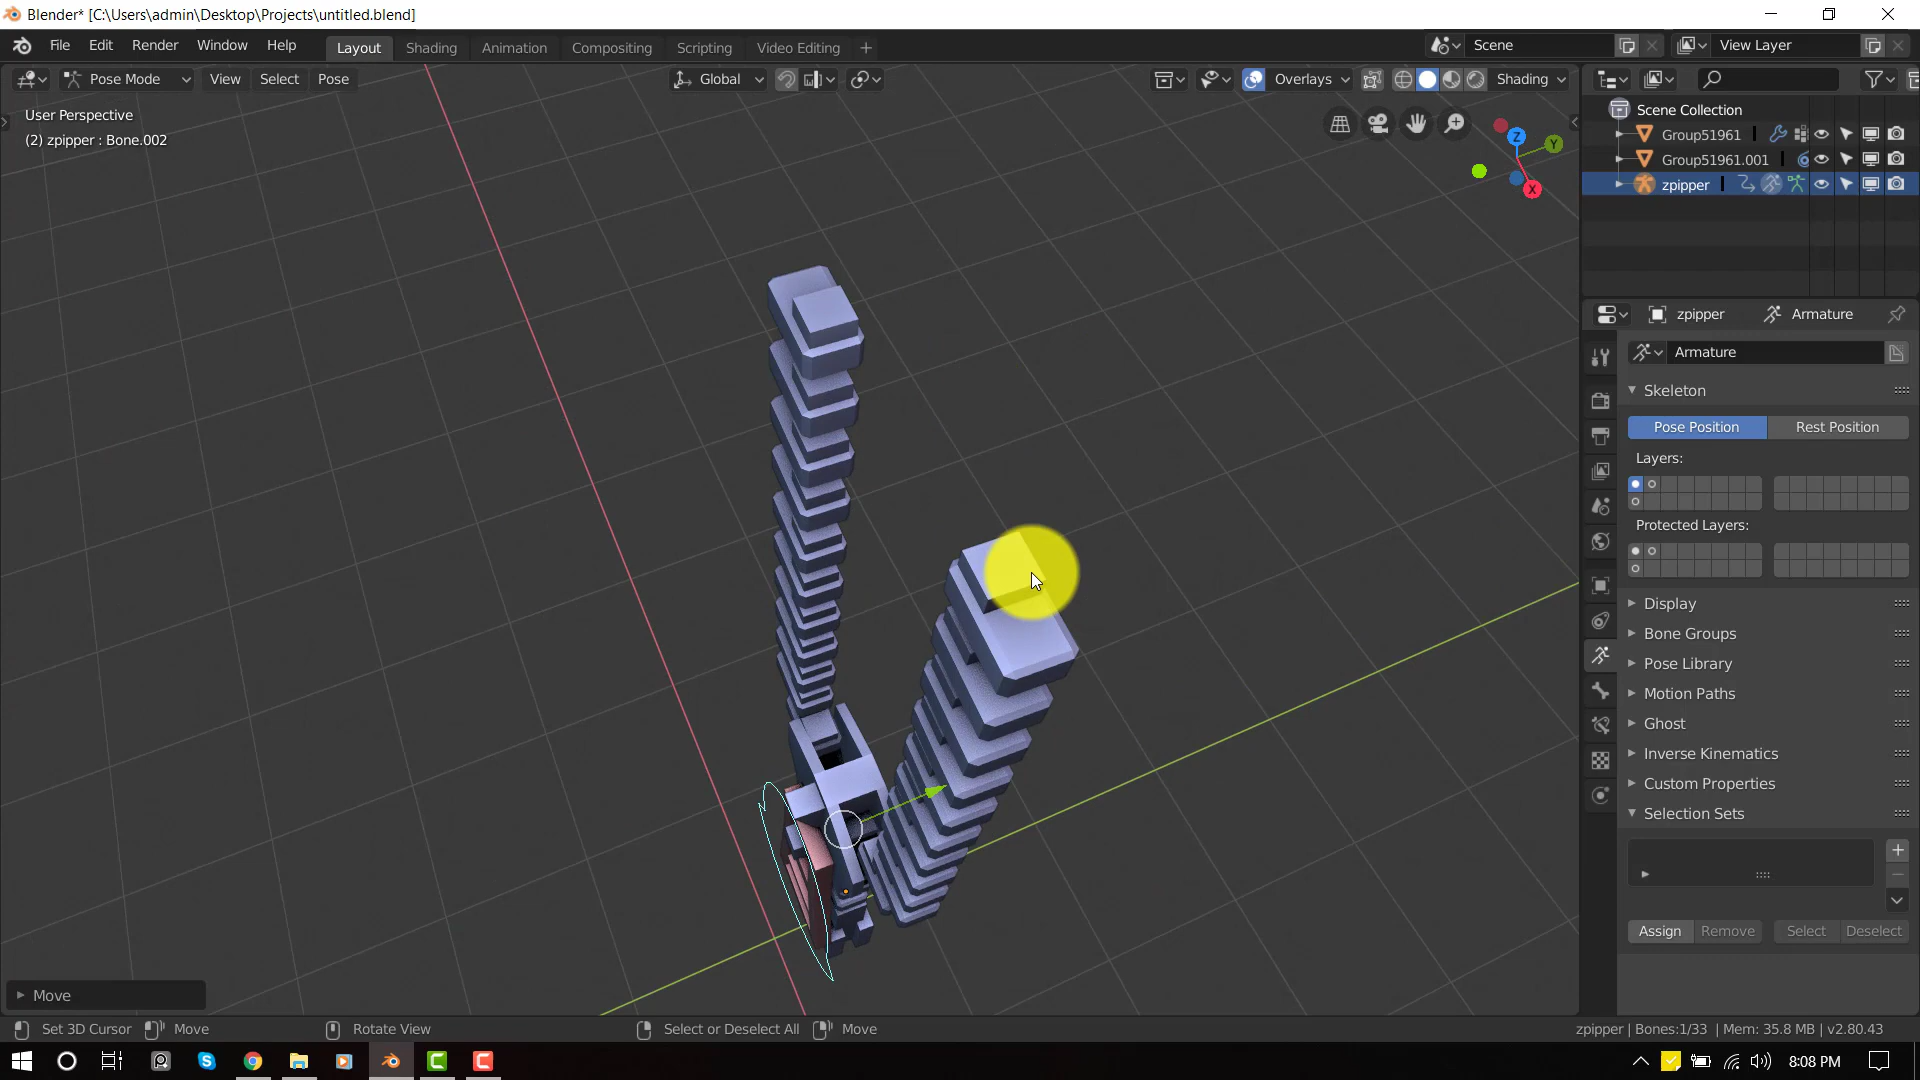 Blender* [C:\Users\admin\Desktop\Projects\untitled.blend]
File Edit Render Window Help Layout Shading Animation Compositing Scripting Video Editing + Scene View Layer
Pose Mode View Select Pose Global Overlays Shading
User Perspective
(2) zpipper : Bone.002
Z
Y
X
Scene Collection
Group51961
Group51961.001
zpipper
zpipper Armature
Armature
Skeleton
Pose Position Rest Position
Layers:
Protected Layers:
Display
Bone Groups
Pose Library
Motion Paths
Ghost
Inverse Kinematics
Custom Properties
Selection Sets
Assign Remove Select Deselect
Move
Set 3D Cursor Move Rotate View Select or Deselect All Move zpipper | Bones:1/33 | Mem: 35.8 MB | v2.80.43
8:08 PM